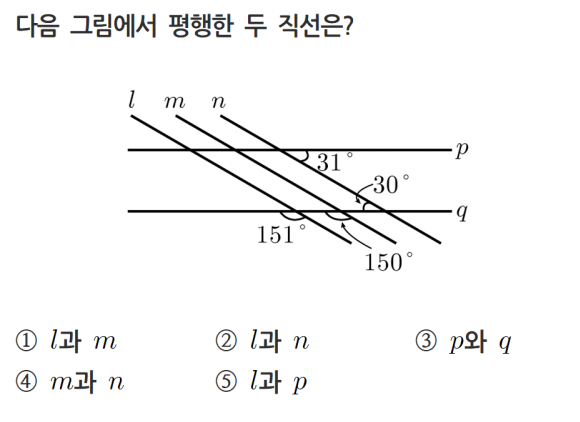 다음 그림에서 평행한 두 직선은?
l m n
p
31°
30°
q
151°
150°
① l과 m ② l과 n ③ p와 q
④ m과 n ⑤ l과 p